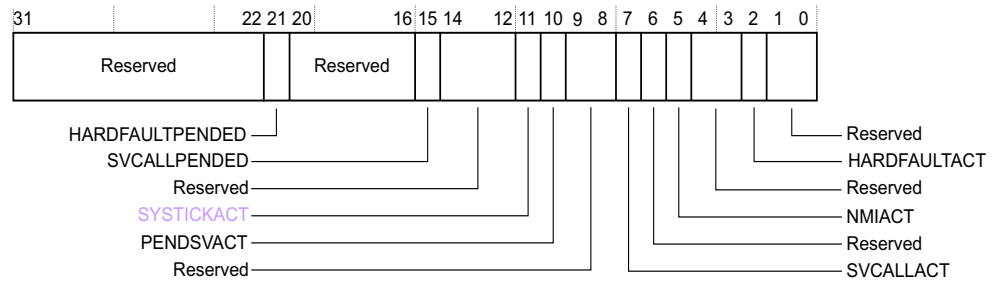 31 22 21 20 16 15 14 12 11 10 9 8 7 6 5 4 3 2 1 0
Reserved Reserved
HARDFAULTPENDED Reserved
SVCALLPENDED HARDFAULTACT
Reserved Reserved
SYSTICKACT NMIACT
PENDSVACT Reserved
Reserved SVCALLACT